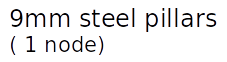 9mm steel pillars
( 1 node)